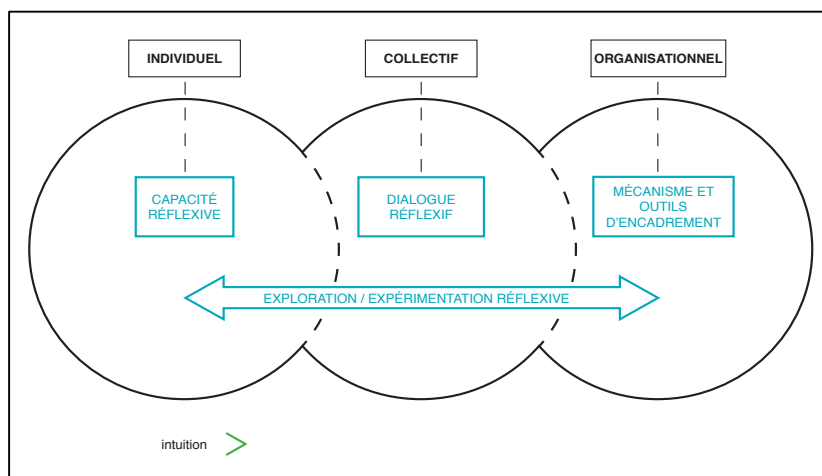 INDIVIDUEL
COLLECTIF
ORGANISATIONNEL
CAPACITÉ
RÉFLEXIVE
DIALOGUE
RÉFLEXIF
MÉCANISME ET
OUTILS
D'ENCADREMENT
EXPLORATION / EXPÉRIMENTATION RÉFLEXIVE
intuition